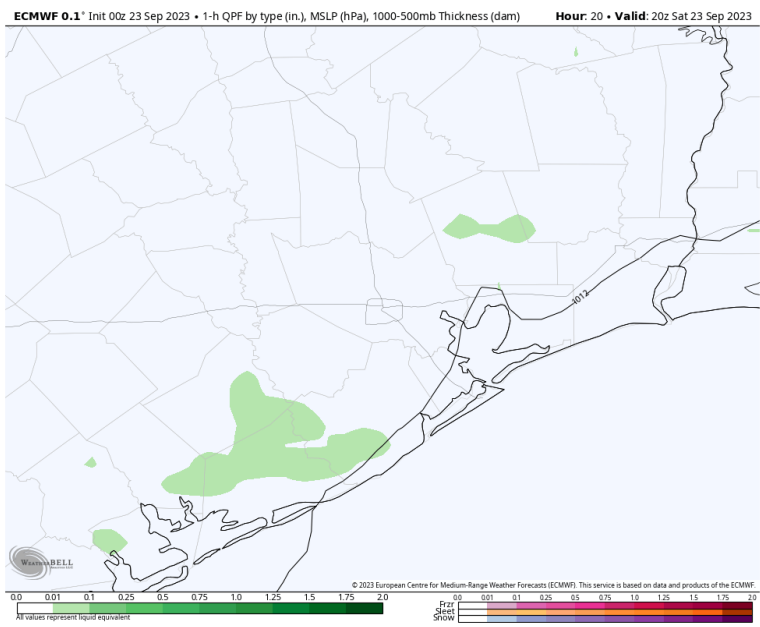 ECMWF 0.1° Init 00z 23 Sep 2023 • 1-h QPF by type (in.), MSLP (hPa), 1000-500mb Thickness (dam) Hour: 20 • Valid: 20z Sat 23 Sep 2023
1012
WEATHERBELL
© 2023 European Centre for Medium-Range Weather Forecasts (ECMWF). This service is based on data and products of the ECMWF.
0.0 0.01 0.1 0.25 0.5 0.75 1.0 1.25 1.5 1.75 2.0 0.0 0.01 0.1 0.25 0.5 0.75 1.0 1.25 1.5 1.75 2.0
Frzr
Sleet
All values represent liquid equivalent Snow